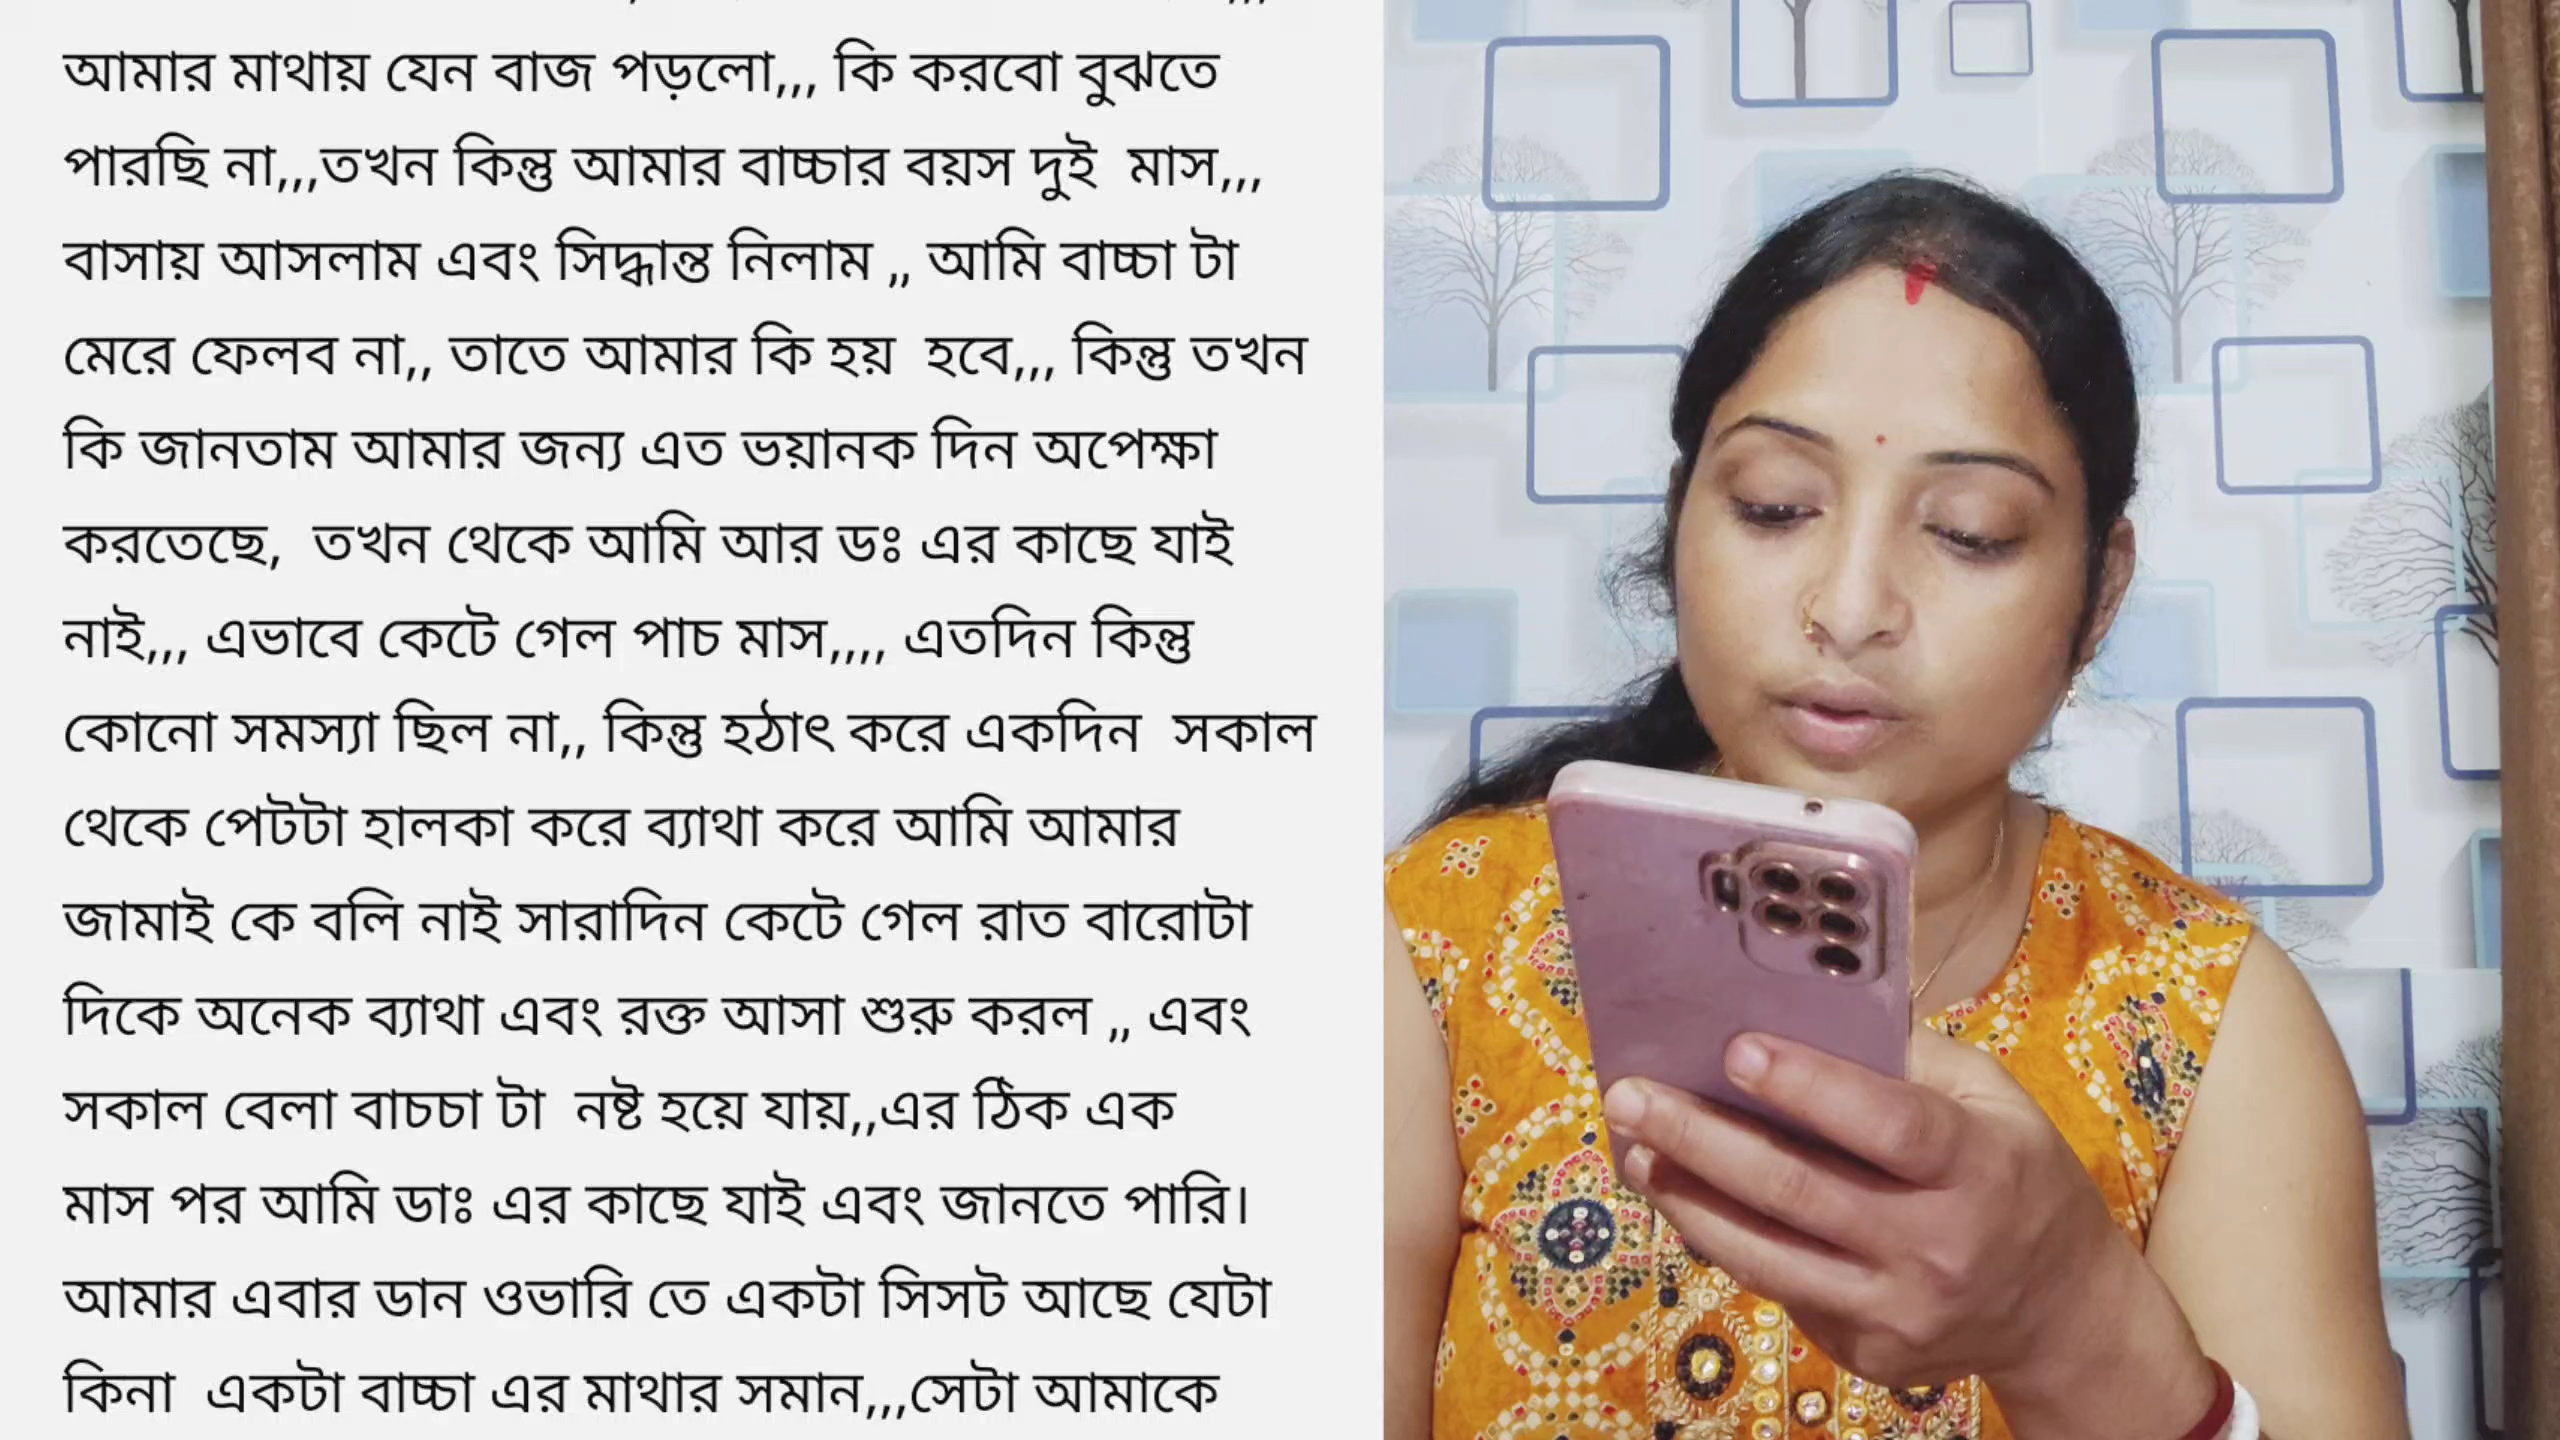 আমার মাথায় যেন বাজ পড়লো,,, কি করবো বুঝতে
পারছি না,,,তখন কিন্তু আমার বাচ্চার বয়স দুই মাস,,,
বাসায় আসলাম এবং সিদ্ধান্ত নিলাম ,, আমি বাচ্চা টা
মেরে ফেলব না,, তাতে আমার কি হয় হবে,,, কিন্তু তখন
কি জানতাম আমার জন্য এত ভয়ানক দিন অপেক্ষা
করতেছে, তখন থেকে আমি আর ডঃ এর কাছে যাই
নাই,,, এভাবে কেটে গেল পাচ মাস,,,, এতদিন কিন্তু
কোনো সমস্যা ছিল না,, কিন্তু হঠাৎ করে একদিন সকাল
থেকে পেটটা হালকা করে ব্যাথা করে আমি আমার
জামাই কে বলি নাই সারাদিন কেটে গেল রাত বারোটা
দিকে অনেক ব্যাথা এবং রক্ত আসা শুরু করল ,, এবং
সকাল বেলা বাচচা টা নষ্ট হয়ে যায়,,এর ঠিক এক
মাস পর আমি ডাঃ এর কাছে যাই এবং জানতে পারি।
আমার এবার ডান ওভারি তে একটা সিসট আছে যেটা
কিনা একটা বাচ্চা এর মাথার সমান,,,সেটা আমাকে